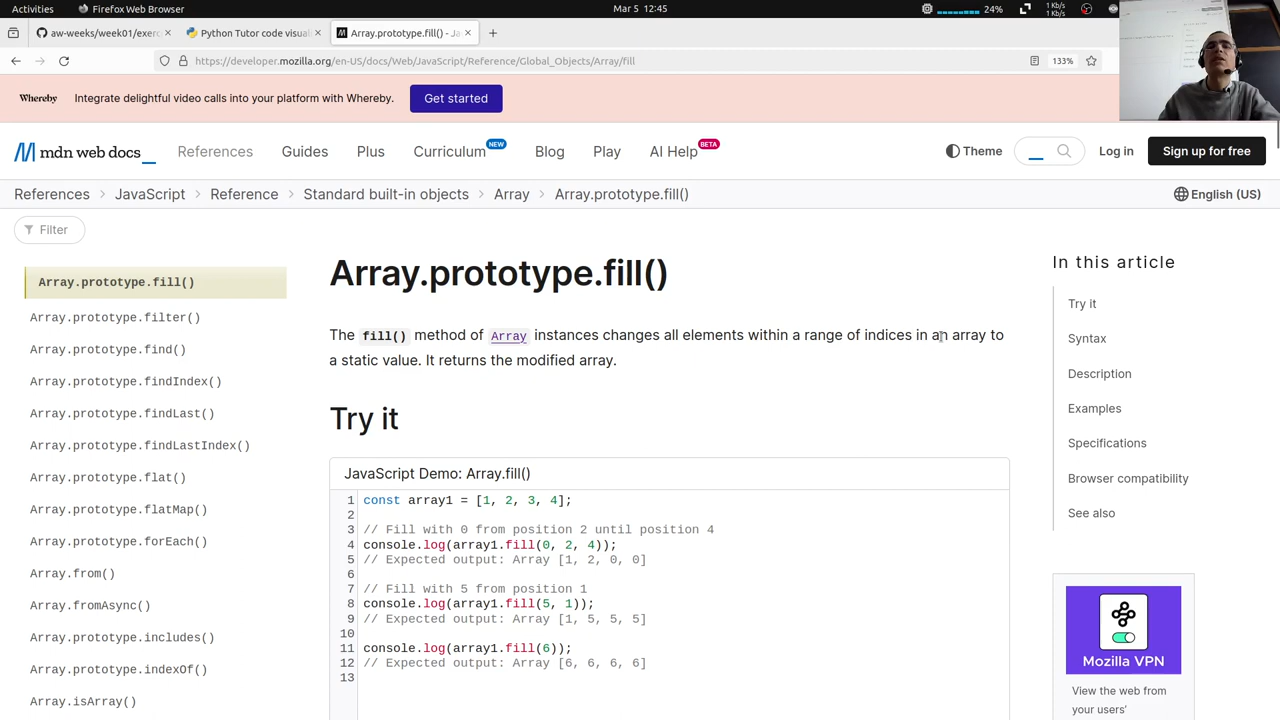 Activities
Firefox Web Browser
Mar 5 12:45
24%
1 Kb/s
1 Kb/s
aw-weeks/week01/exerc
Python Tutor code visual
Array.prototype.fill() - Ja
https://developer.mozilla.org/en-US/docs/Web/JavaScript/Reference/Global_Objects/Array/fill
133%
Whereby
Integrate delightful video calls into your platform with Whereby.
Get started
mdn web docs
References
Guides
Plus
Curriculum NEW
Blog
Play
AI Help BETA
Theme
Log in
Sign up for free
References > JavaScript > Reference > Standard built-in objects > Array > Array.prototype.fill()
English (US)
Filter
Array.prototype.fill()
Array.prototype.filter()
Array.prototype.find()
Array.prototype.findIndex()
Array.prototype.findLast()
Array.prototype.findLastIndex()
Array.prototype.flat()
Array.prototype.flatMap()
Array.prototype.forEach()
Array.from()
Array.fromAsync()
Array.prototype.includes()
Array.prototype.indexOf()
Array.isArray()
Array.prototype.fill()
The fill() method of Array instances changes all elements within a range of indices in an array to
a static value. It returns the modified array.
Try it
JavaScript Demo: Array.fill()
1 const array1 = [1, 2, 3, 4];
2
3 // Fill with 0 from position 2 until position 4
4 console.log(array1.fill(0, 2, 4));
5 // Expected output: Array [1, 2, 0, 0]
6
7 // Fill with 5 from position 1
8 console.log(array1.fill(5, 1));
9 // Expected output: Array [1, 5, 5, 5]
10
11 console.log(array1.fill(6));
12 // Expected output: Array [6, 6, 6, 6]
13
In this article
Try it
Syntax
Description
Examples
Specifications
Browser compatibility
See also
Mozilla VPN
View the web from
your users’